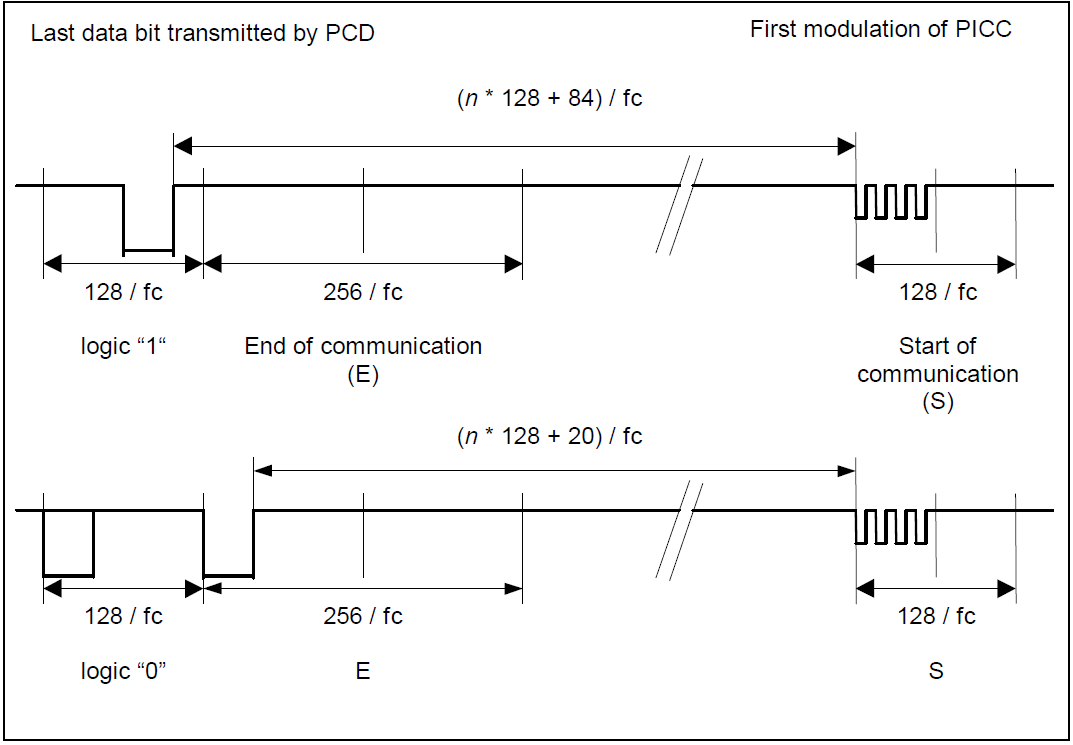 Last data bit transmitted by PCD
First modulation of PICC
(n * 128 + 84) / fc
128 / fc
256 / fc
128 / fc
logic “1“
End of communication
(E)
Start of
communication
(S)
(n * 128 + 20) / fc
128 / fc
256 / fc
128 / fc
logic “0”
E
S